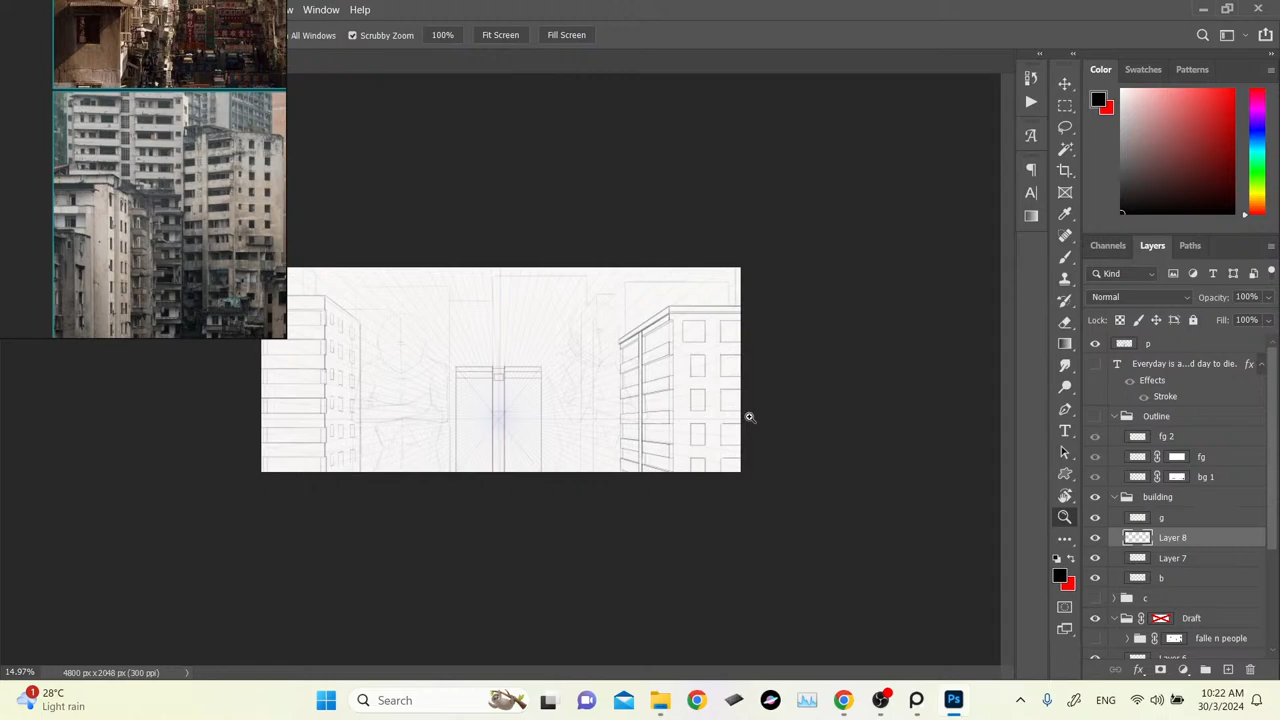 w Window Help
All Windows Scrubby Zoom 100% Fit Screen Fill Screen
Color Swatches Patterns
Channels Layers Paths
Kind
Normal Opacity: 100%
Lock: Fill: 100%
p
Everyday is a...d day to die. fx
Effects
Stroke
Outline
fg 2
fg
bg 1
building
g
Layer 8
Layer 7
b
c
Draft
falle n people
14.97% 4800 px x 2048 px (300 ppi)
1
28°C
Light rain
Search
ENG
10:22 AM
30/3/2024